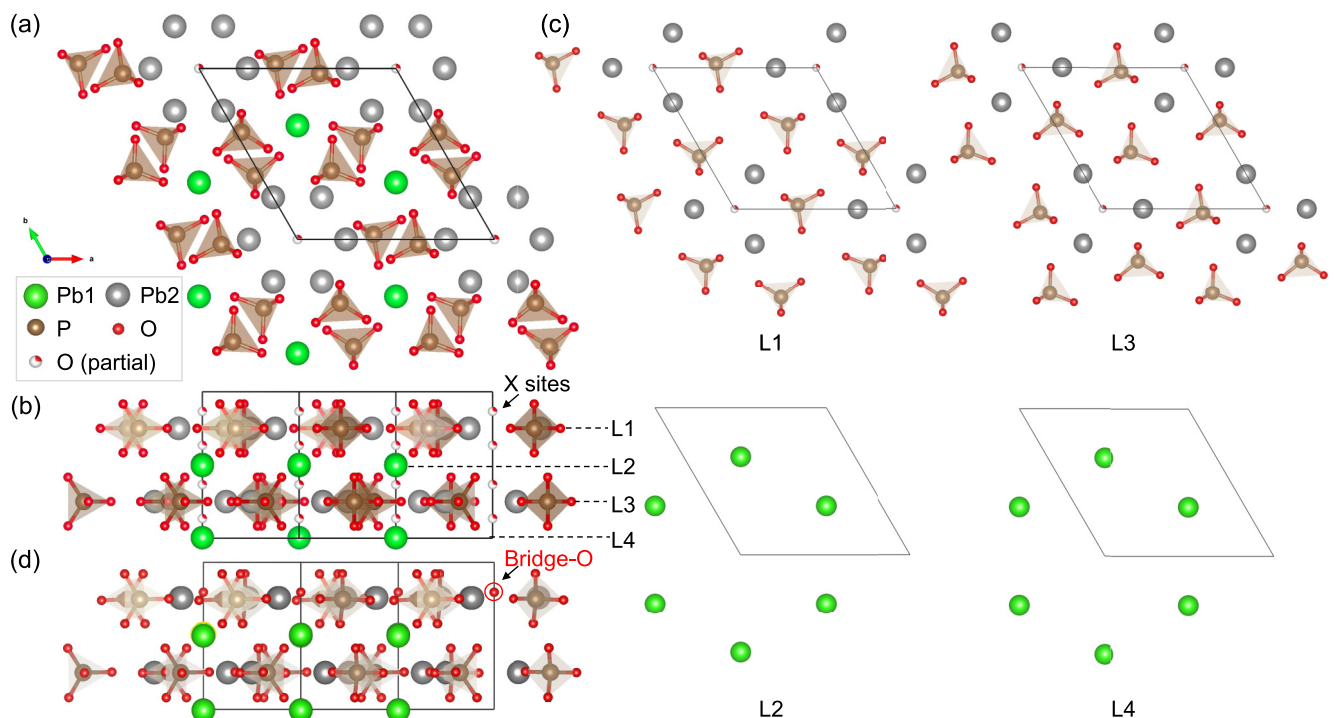 (a)
(c)
b
a
Pb1 Pb2
P O
O (partial)
L1 L3
(b)
X sites
L1
L2
L3
L4
(d)
Bridge-O
L2 L4